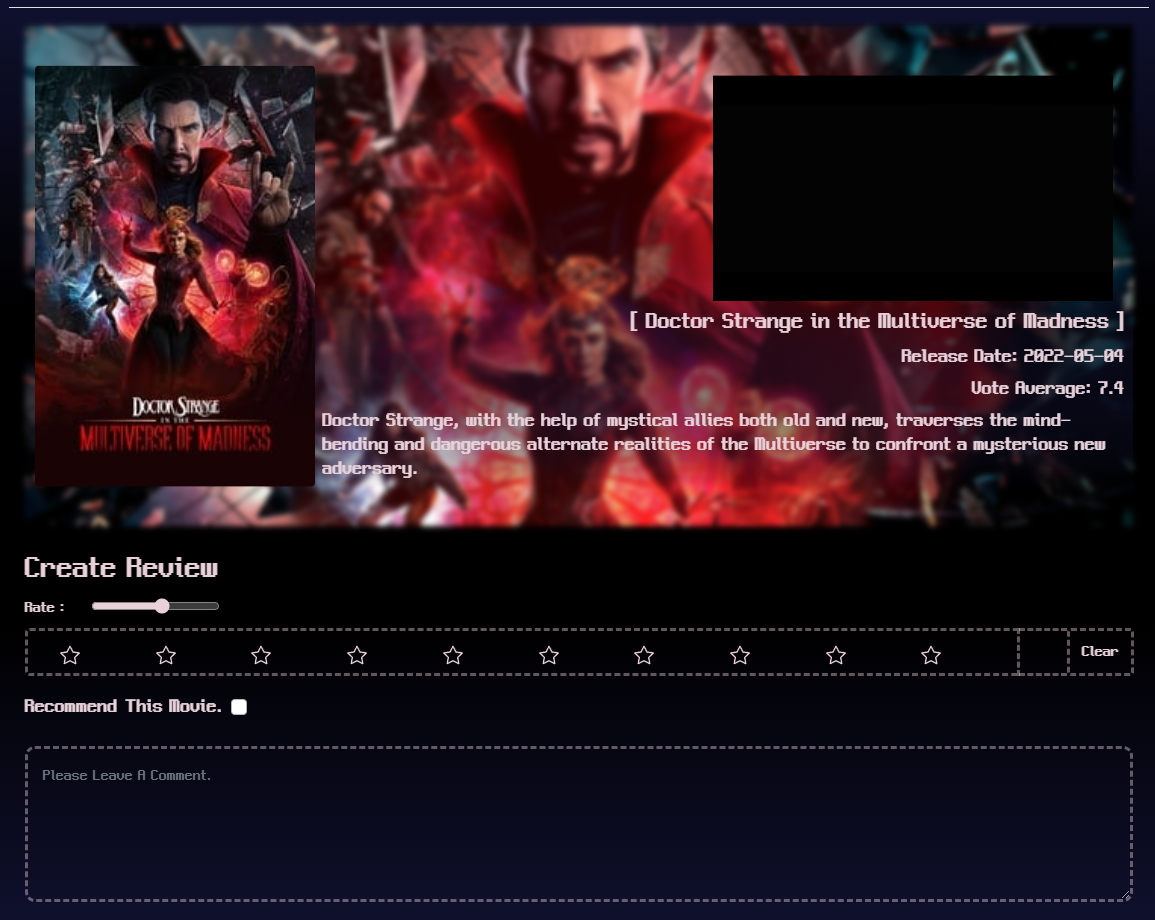 DOCTOR STRANGE
IN THE
MULTIVERSE OF MADNESS
[ Doctor Strange in the Multiverse of Madness ]
Release Date: 2022-05-04
Vote Average: 7.4
Doctor Strange, with the help of mystical allies both old and new, traverses the mind-
bending and dangerous alternate realities of the Multiverse to confront a mysterious new
adversary.
Create Review
Rate :
Clear
Recommend This Movie.
Please Leave A Comment.